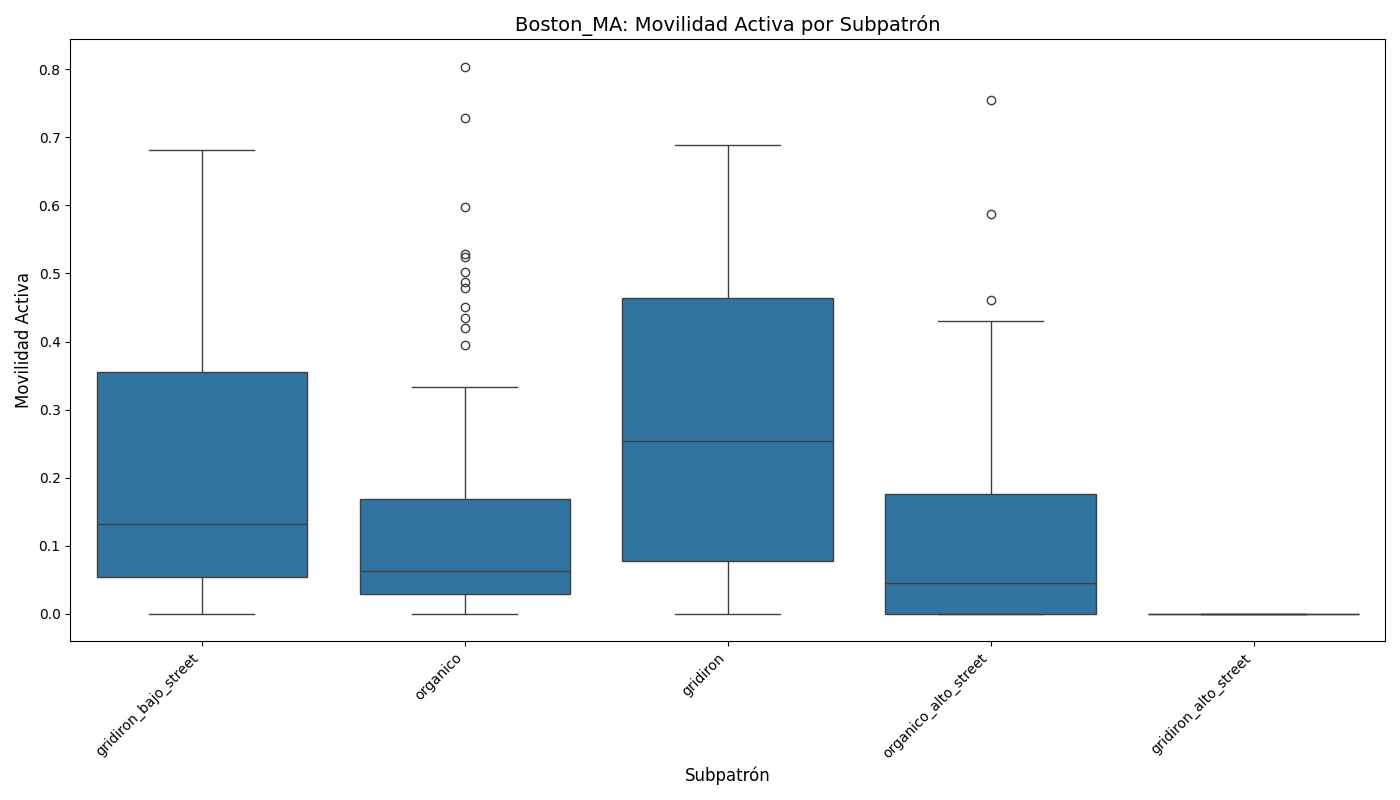 Boston_MA: Movilidad Activa por Subpatrón
Movilidad Activa
0.8
0.7
0.6
0.5
0.4
0.3
0.2
0.1
0.0
gridiron_bajo_street
organico
gridiron
organico_alto_street
gridiron_alto_street
Subpatrón